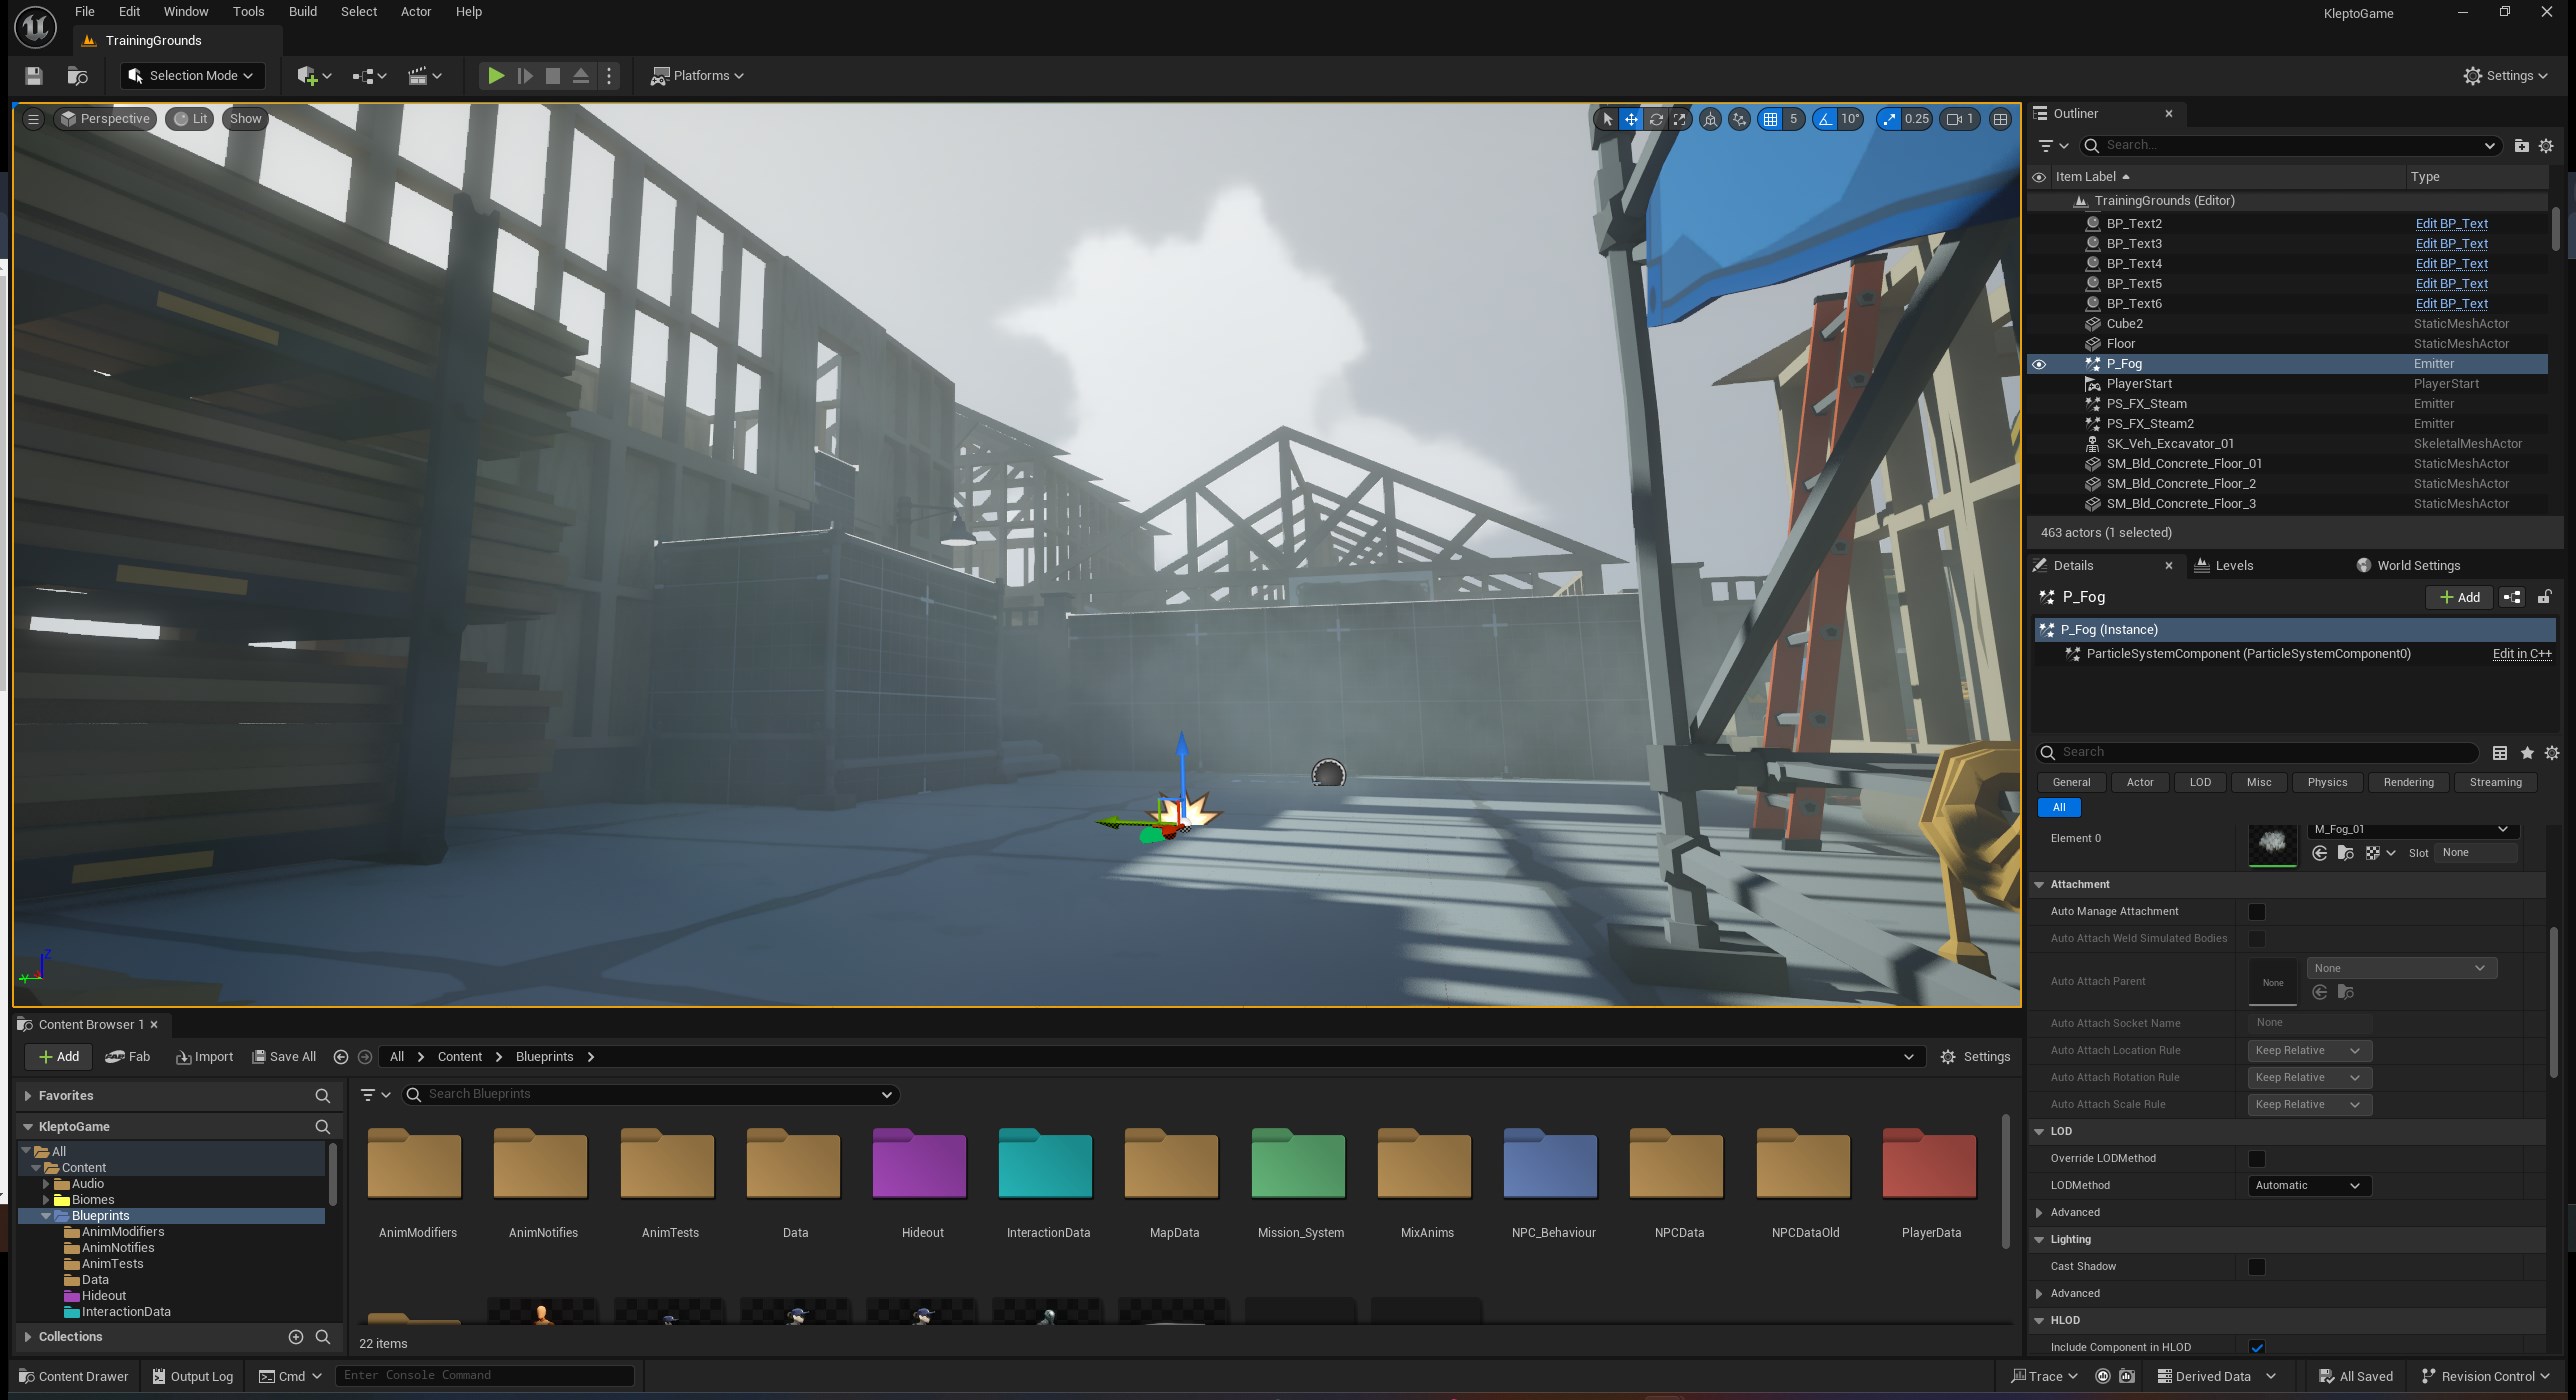 File Edit Window Tools Build Select Actor Help
KleptoGame
TrainingGrounds
Selection Mode
Platforms
Settings
Perspective Lit Show
5 10° 0.25 1
Outliner
Search...
Item Label Type
TrainingGrounds (Editor)
BP_Text2 Edit BP_Text
BP_Text3 Edit BP_Text
BP_Text4 Edit BP_Text
BP_Text5 Edit BP_Text
BP_Text6 Edit BP_Text
Cube2 StaticMeshActor
Floor StaticMeshActor
P_Fog Emitter
PlayerStart PlayerStart
PS_FX_Steam Emitter
PS_FX_Steam2 Emitter
SK_Veh_Excavator_01 SkeletalMeshActor
SM_Bld_Concrete_Floor_01 StaticMeshActor
SM_Bld_Concrete_Floor_2 StaticMeshActor
SM_Bld_Concrete_Floor_3 StaticMeshActor
463 actors (1 selected)
Details Levels World Settings
P_Fog Add
P_Fog (Instance)
ParticleSystemComponent (ParticleSystemComponent0) Edit in C++
Search
General Actor LOD Misc Physics Rendering Streaming
All
Element 0 M_Fog_01
Slot None
Attachment
Auto Manage Attachment
Auto Attach Weld Simulated Bodies
Auto Attach Parent None None
Auto Attach Socket Name None
Auto Attach Location Rule Keep Relative
Auto Attach Rotation Rule Keep Relative
Auto Attach Scale Rule Keep Relative
LOD
Override LODMethod
LODMethod Automatic
Advanced
Lighting
Cast Shadow
Advanced
HLOD
Include Component in HLOD
Z
Y
Content Browser 1
Add Fab Import Save All All Content Blueprints Settings
Favorites
Search Blueprints
KleptoGame
All
Content
Audio
Biomes
Blueprints
AnimModifiers
AnimNotifies
AnimTests
Data
Hideout
InteractionData
Collections
AnimModifiers AnimNotifies AnimTests Data Hideout InteractionData MapData Mission_System MixAnims NPC_Behaviour NPCData NPCDataOld PlayerData
22 items
Content Drawer Output Log Cmd Enter Console Command
Trace Derived Data All Saved Revision Control